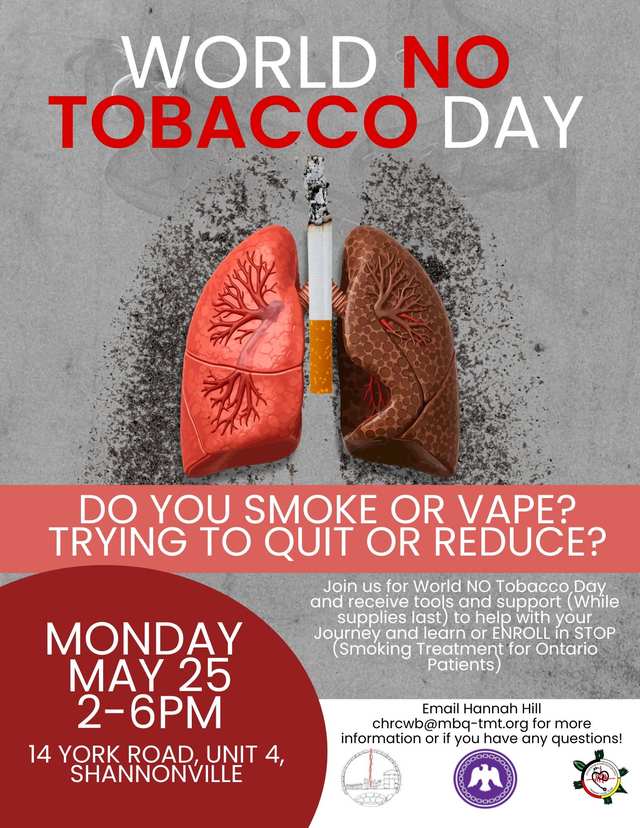 WORLD NO
TOBACCO DAY
DO YOU SMOKE OR VAPE?
TRYING TO QUIT OR REDUCE?
Join us for World NO Tobacco Day
and receive tools and support (While
supplies last) to help with your
Journey and learn or ENROLL in STOP
(Smoking Treatment for Ontario
Patients)
MONDAY
MAY 25
2-6PM
14 YORK ROAD, UNIT 4,
SHANNONVILLE
Email Hannah Hill
chrcwb@mbq-tmt.org for more
information or if you have any questions!